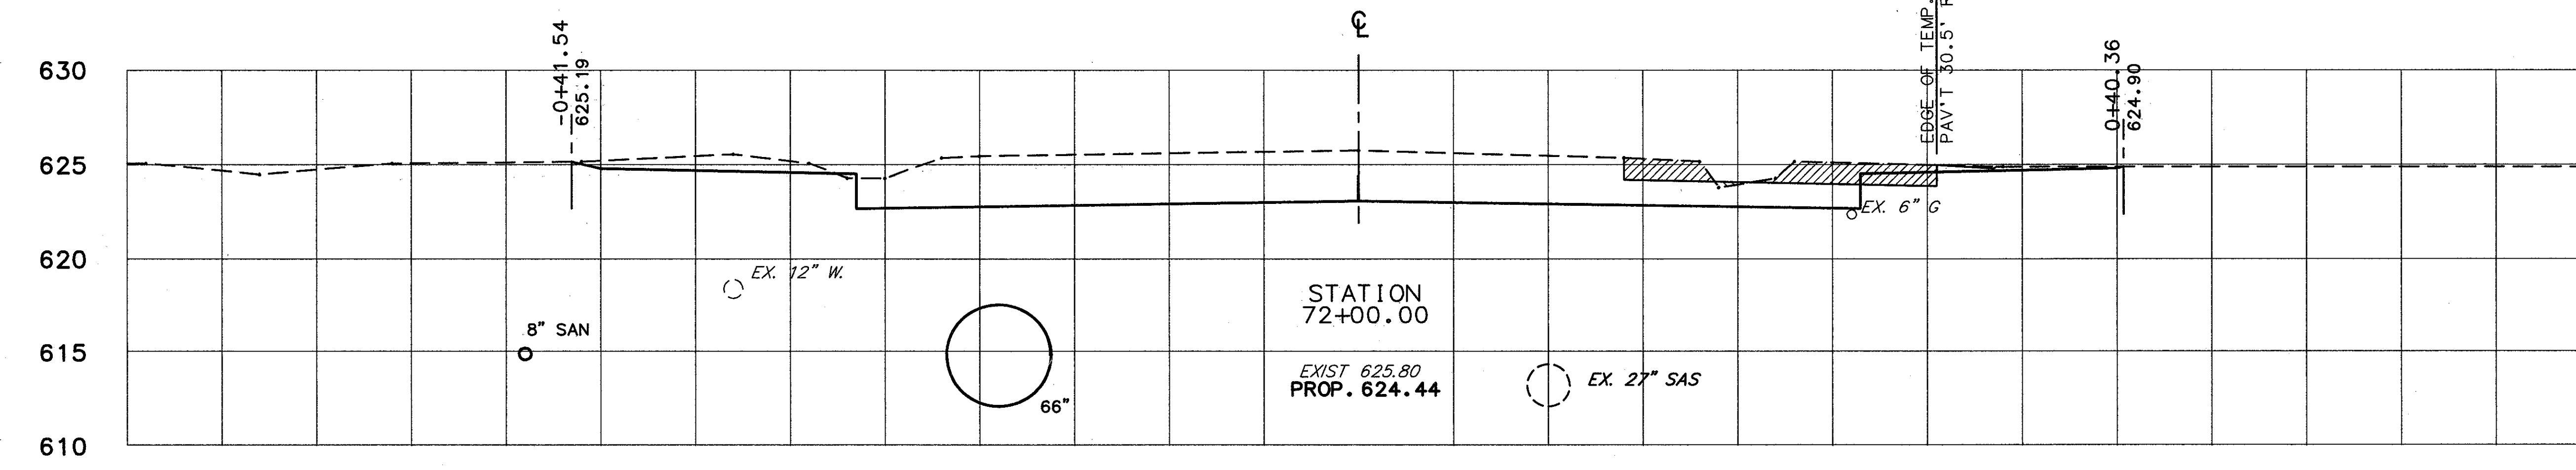 ℄
-0+41.54
625.19
EDGE OF TEMP.
PAV'T 30.5'
0+40.36
624.90
630
625
620
615
610
EX. 6" G
EX. 12" W.
8" SAN
66"
STATION
72+00.00
EXIST 625.80
PROP. 624.44
EX. 27" SAS